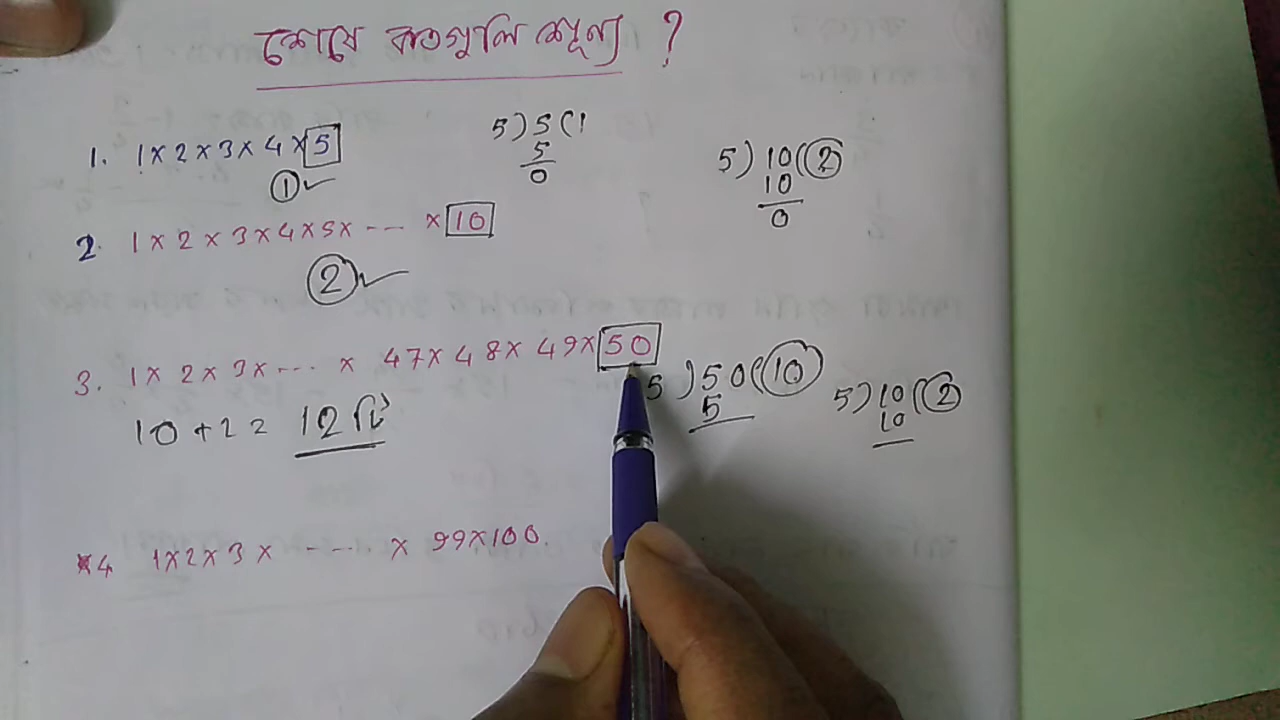 শেষে কতগুলি শূন্য ?
1. 1×2×3×4×5
①✓
5)5(1
5
0
5)10(2
10
0
2. 1×2×3×4×5×---- ×10
②✓
3. 1×2×3×---- × 47×48×49×50
10+2= 12 টি
5)50(10
5
5)10(2
10
*4 1×2×3× ---- × 99×100.